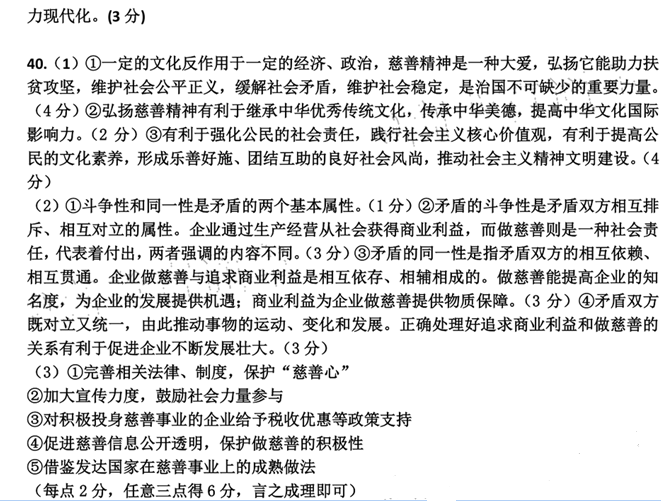 力现代化。(3 分)
40.（1）①一定的文化反作用于一定的经济、政治，慈善精神是一种大爱，弘扬它能助力扶
贫攻坚，维护社会公平正义，缓解社会矛盾，维护社会稳定，是治国不可缺少的重要力量。
（4 分）②弘扬慈善精神有利于继承中华优秀传统文化，传承中华美德，提高中华文化国际
影响力。（2 分）③有利于强化公民的社会责任，践行社会主义核心价值观，有利于提高公
民的文化素养，形成乐善好施、团结互助的良好社会风尚，推动社会主义精神文明建设。（4
分）
（2）①斗争性和同一性是矛盾的两个基本属性。（1 分）②矛盾的斗争性是矛盾双方相互排
斥、相互对立的属性。企业通过生产经营从社会获得商业利益，而做慈善则是一种社会责
任，代表着付出，两者强调的内容不同。（3 分）③矛盾的同一性是指矛盾双方的相互依赖、
相互贯通。企业做慈善与追求商业利益是相互依存、相辅相成的。做慈善能提高企业的知
名度，为企业的发展提供机遇；商业利益为企业做慈善提供物质保障。（3 分）④矛盾双方
既对立又统一，由此推动事物的运动、变化和发展。正确处理好追求商业利益和做慈善的
关系有利于促进企业不断发展壮大。（3 分）
（3）①完善相关法律、制度，保护“慈善心”
②加大宣传力度，鼓励社会力量参与
③对积极投身慈善事业的企业给予税收优惠等政策支持
④促进慈善信息公开透明，保护做慈善的积极性
⑤借鉴发达国家在慈善事业上的成熟做法
（每点 2 分，任意三点得 6 分，言之成理即可）